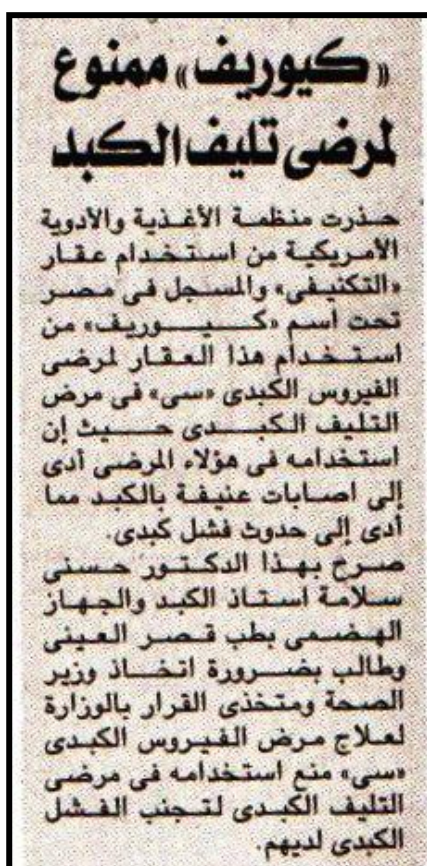 «كيوريف» ممنوع
لمرضى تليف الكبد
حذرت منظمة الأغذية والأدوية
الأمريكية من استخدام عقار
«التكنيفى» والمسجل فى مصر
تحت اسم «كيوريف» من
استخدام هذا العقار لمرضى
الفيروس الكبدى «سى» فى مرض
التليف الكبدى حيث إن
استخدامه فى هؤلاء المرضى أدى
إلى اصابات عنيفة بالكبد مما
أدى إلى حدوث فشل كبدى.
صرح بهذا الدكتور حسنى
سلامة استاذ الكبد والجهاز
الهضمى بطب قصر العينى
وطالب بضرورة اتخاذ وزير
الصحة ومتخذى القرار بالوزارة
لعلاج مرض الفيروس الكبدى
«سى» منع استخدامه فى مرضى
التليف الكبدى لتجنب الفشل
الكبدى لديهم.